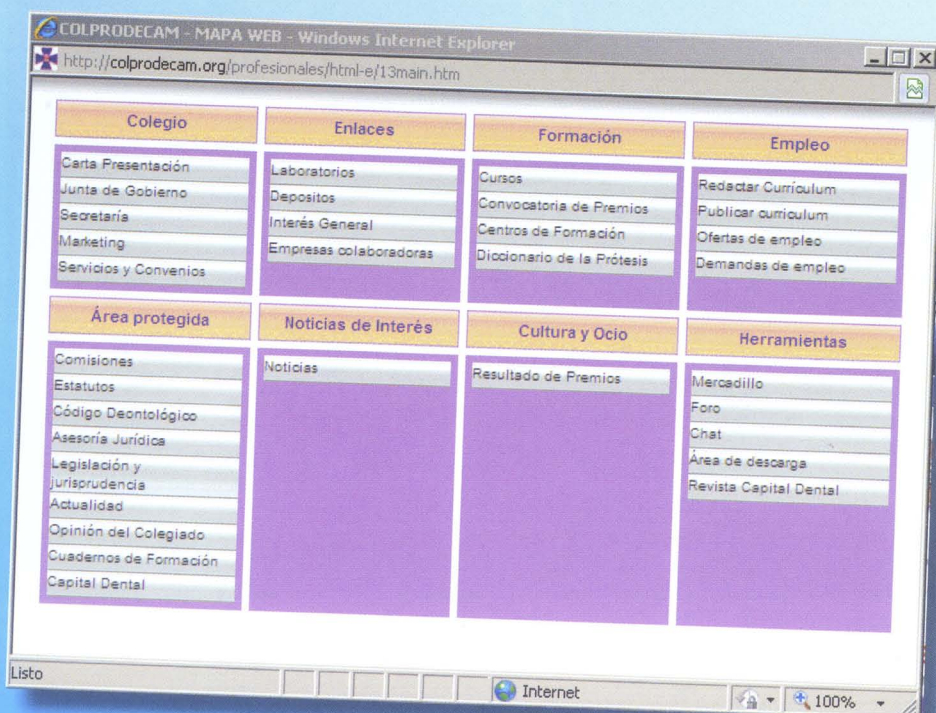 COLPRODECAM - MAPA WEB - Windows Internet Explorer
http://colprodecam.org/profesionales/html-e/13main.htm
Colegio
Carta Presentación
Junta de Gobierno
Secretaría
Marketing
Servicios y Convenios
Enlaces
Laboratorios
Depositos
Interés General
Empresas colaboradoras
Formación
Cursos
Convocatoria de Premios
Centros de Formación
Diccionario de la Prótesis
Empleo
Redactar Currículum
Publicar curriculum
Ofertas de empleo
Demandas de empleo
Área protegida
Comisiones
Estatutos
Código Deontológico
Asesoría Jurídica
Legislación y
jurisprudencia
Actualidad
Opinión del Colegiado
Cuadernos de Formación
Capital Dental
Noticias de Interés
Noticias
Cultura y Ocio
Resultado de Premios
Herramientas
Mercadillo
Foro
Chat
Área de descarga
Revista Capital Dental
Listo
Internet
100%